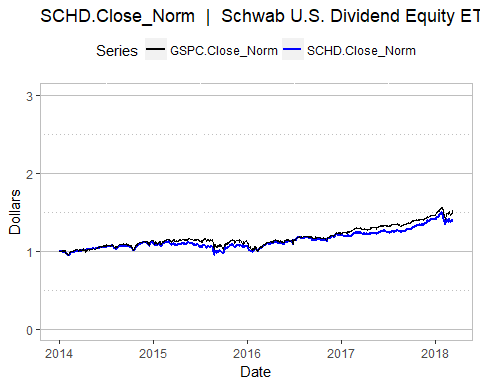 SCHD.Close_Norm | Schwab U.S. Dividend Equity ET
Series GSPC.Close_Norm SCHD.Close_Norm
3
2
1
0
Dollars
2014 2015 2016 2017 2018
Date